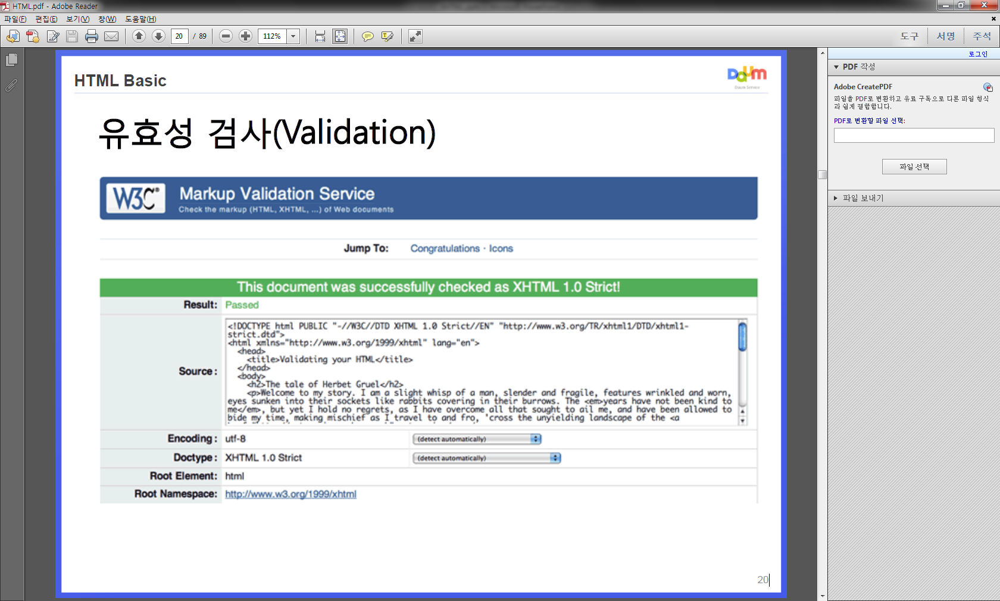 HTML.pdf - Adobe Reader
파일(F) 편집(E) 보기(V) 창(W) 도움말(H)
20 / 89 112% 도구 서명 주석
로그인
PDF 작성
Adobe CreatePDF
파일을 PDF로 변환하고 유료 구독으로 다른 파일 형식
과 쉽게 결합합니다.
PDF로 변환할 파일 선택:
파일 선택
파일 보내기
HTML Basic
Daum
유효성 검사(Validation)
W3C®
Markup Validation Service
Check the markup (HTML, XHTML, ...) of Web documents
Jump To: Congratulations · Icons
This document was successfully checked as XHTML 1.0 Strict!
Result: Passed
Source :
<!DOCTYPE html PUBLIC "-//W3C//DTD XHTML 1.0 Strict//EN" "http://www.w3.org/TR/xhtml1/DTD/xhtml1-
strict.dtd">
<html xmlns="http://www.w3.org/1999/xhtml" lang="en">
<head>
<title>Validating your HTML</title>
</head>
<body>
<h2>The tale of Herbet Gruel</h2>
<p>Welcome to my story. I am a slight whisp of a man, slender and fragile, features wrinkled and worn,
eyes sunken into their sockets like rabbits covering in their burrows. The <em>years have not been kind to
me</em>, but yet I hold no regrets, as I have overcome all that sought to ail me, and have been allowed to
bide my time, making mischief as I travel to and fro, 'cross the unyielding landscape of the <a
Encoding : utf-8 (detect automatically)
Doctype : XHTML 1.0 Strict (detect automatically)
Root Element: html
Root Namespace: http://www.w3.org/1999/xhtml
20